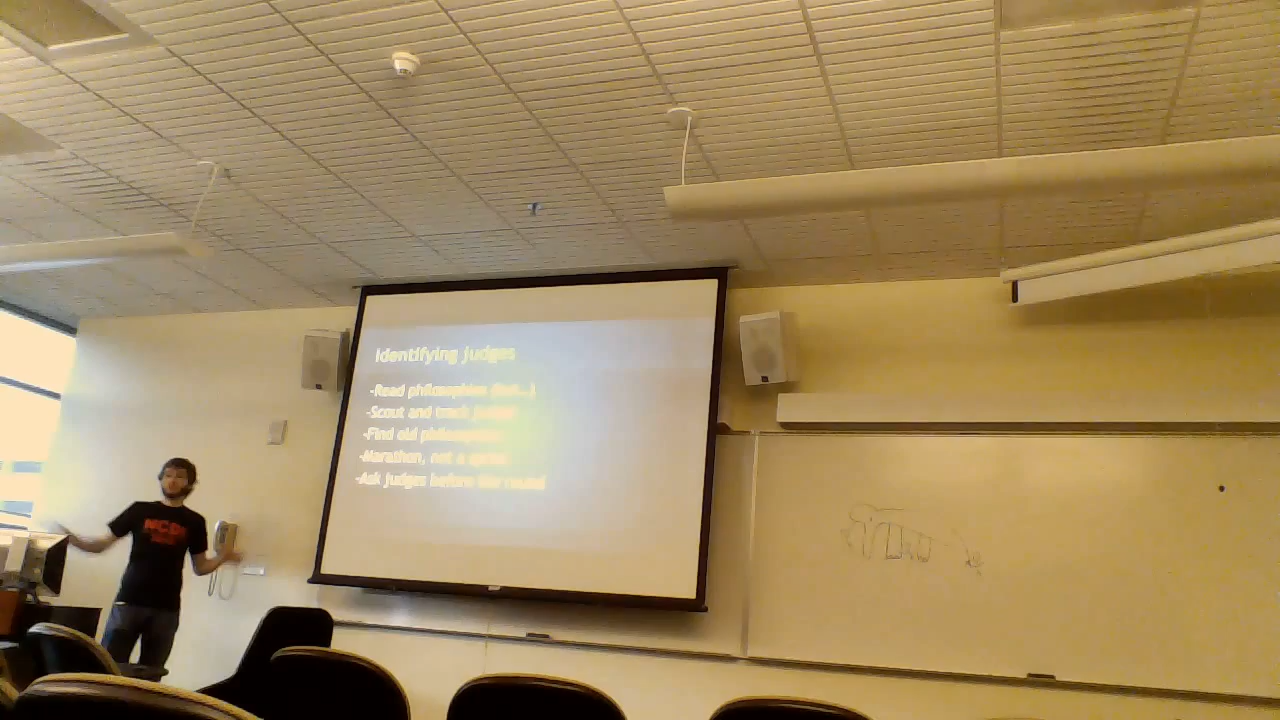 Identifying Judges
-Read philosophies (but...)
-Scout and track judges
-Find old philosophies
-Marathon, not a sprint
-Ask judges before the round